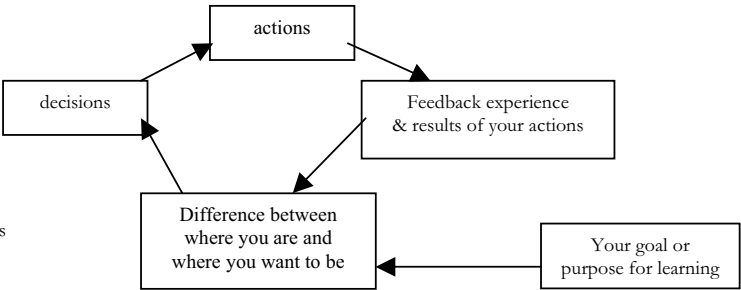 actions
decisions
Feedback experience
& results of your actions
Difference between
where you are and
where you want to be
s
Your goal or
purpose for learning